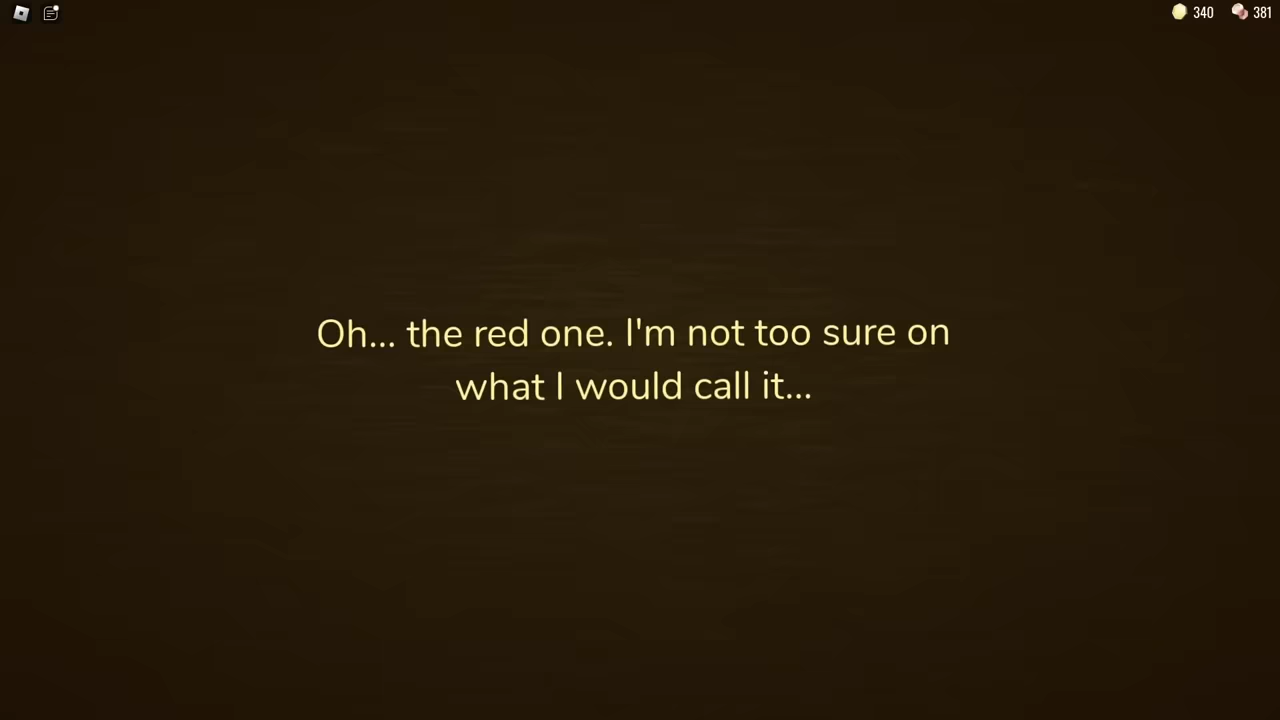 340 381
Oh... the red one. I'm not too sure on
what I would call it...